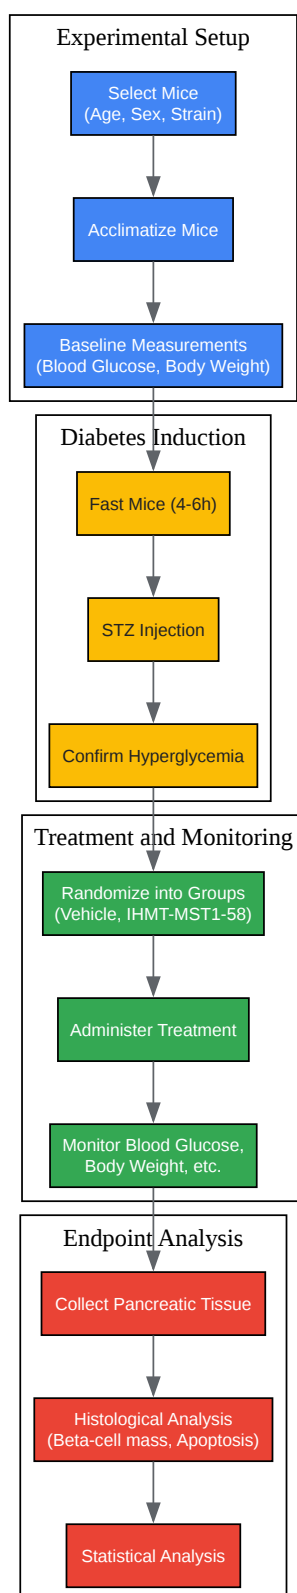 Experimental Setup
Select Mice
(Age, Sex, Strain)
Acclimatize Mice
Baseline Measurements
(Blood Glucose, Body Weight)
Diabetes Induction
Fast Mice (4-6h)
STZ Injection
Confirm Hyperglycemia
Treatment and Monitoring
Randomize into Groups
(Vehicle, IHMT-MST1-58)
Administer Treatment
Monitor Blood Glucose,
Body Weight, etc.
Endpoint Analysis
Collect Pancreatic Tissue
Histological Analysis
(Beta-cell mass, Apoptosis)
Statistical Analysis